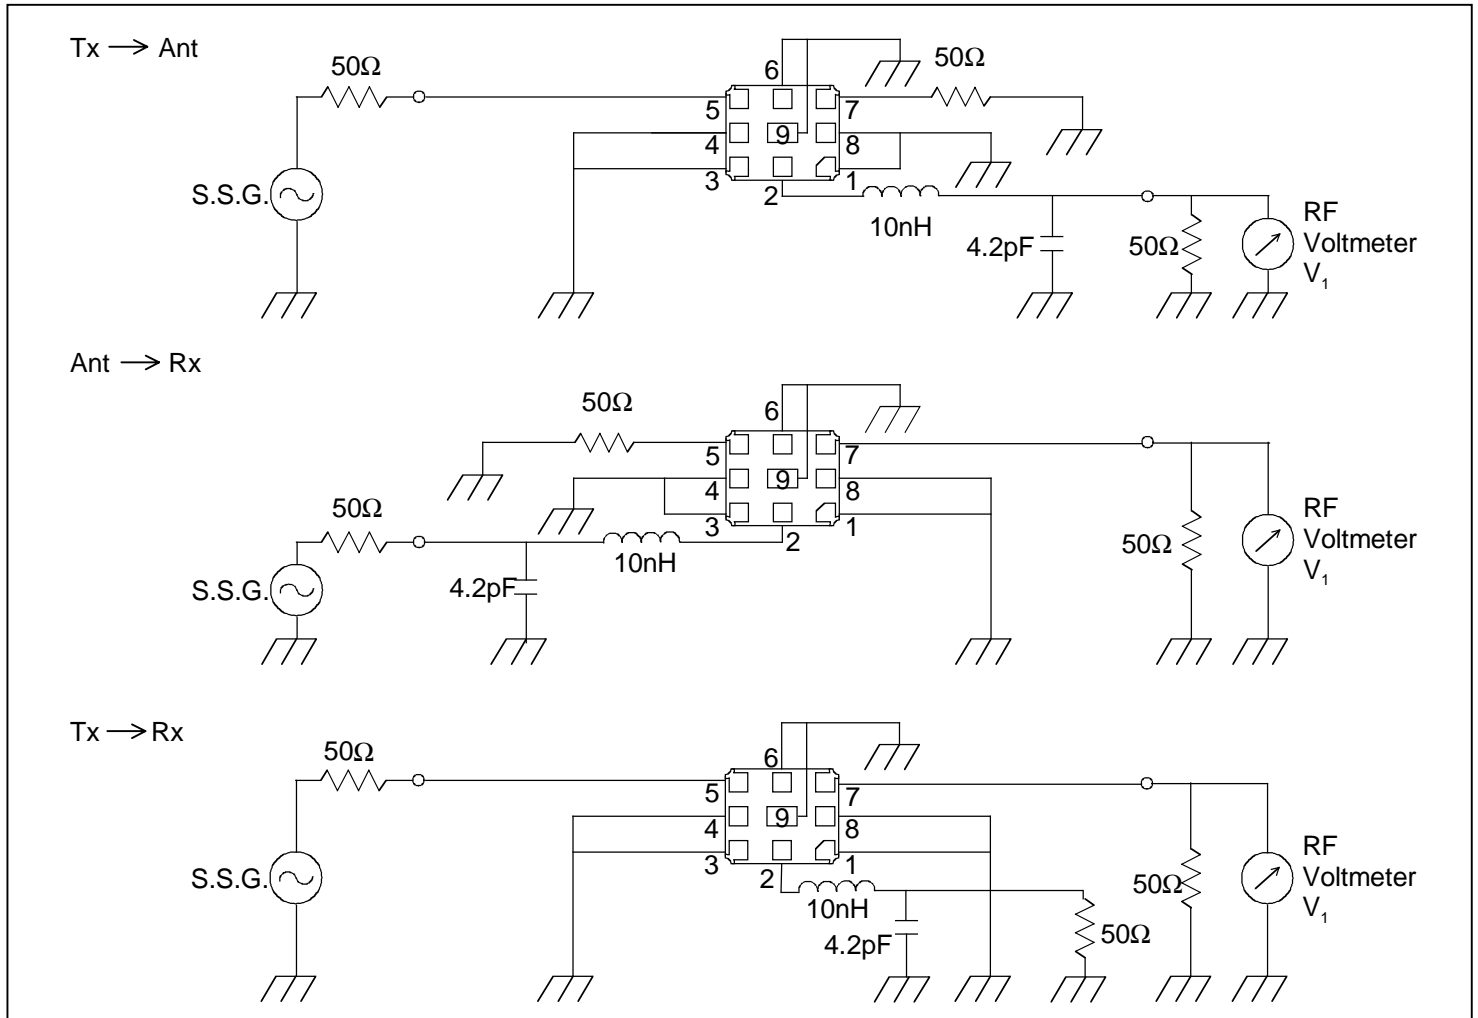 Tx → Ant
50Ω
6
50Ω
5
7
9
4
8
3
1
2
S.S.G.
10nH
4.2pF
50Ω
RF
Voltmeter
V₁
Ant → Rx
50Ω
6
5
7
9
4
8
50Ω
3
1
2
10nH
4.2pF
S.S.G.
50Ω
RF
Voltmeter
V₁
Tx → Rx
50Ω
6
5
7
9
4
8
3
1
2
S.S.G.
10nH
4.2pF
50Ω
50Ω
RF
Voltmeter
V₁